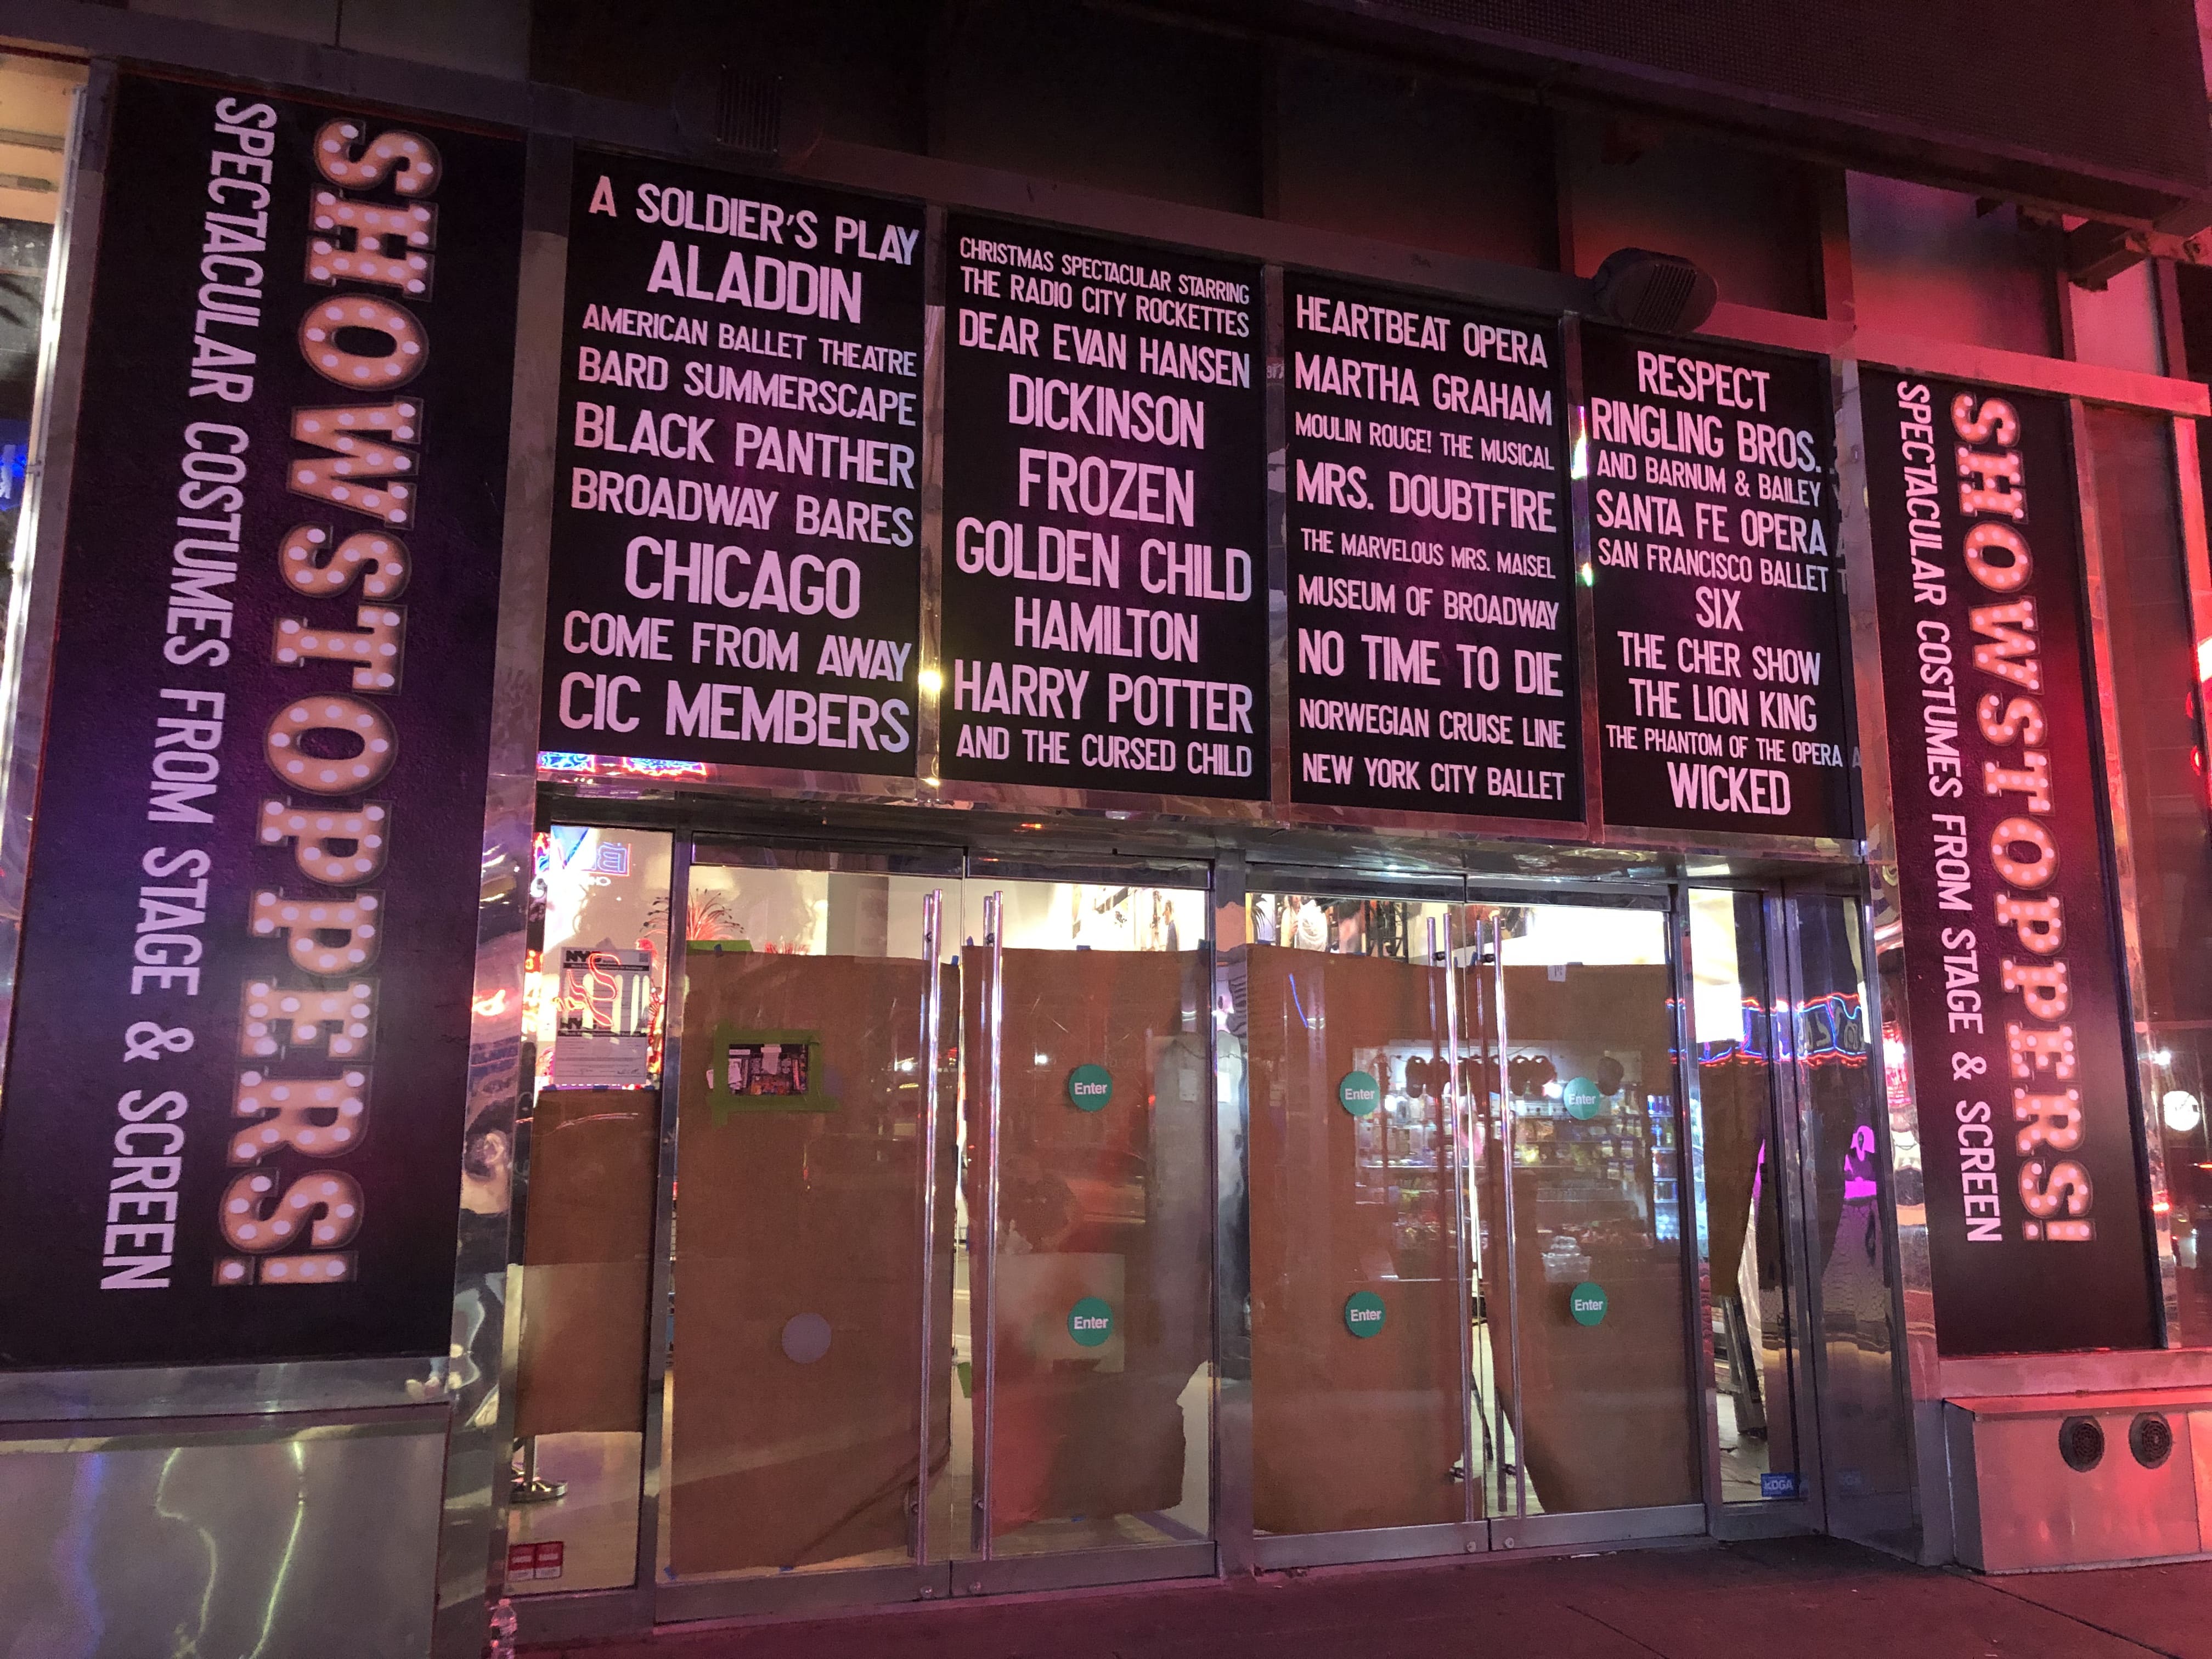 SHOWSTOPPERS!
SPECTACULAR COSTUMES FROM STAGE & SCREEN
A SOLDIER'S PLAY
ALADDIN
AMERICAN BALLET THEATRE
BARD SUMMERSCAPE
BLACK PANTHER
BROADWAY BARES
CHICAGO
COME FROM AWAY
CIC MEMBERS
CHRISTMAS SPECTACULAR STARRING
THE RADIO CITY ROCKETTES
DEAR EVAN HANSEN
DICKINSON
FROZEN
GOLDEN CHILD
HAMILTON
HARRY POTTER
AND THE CURSED CHILD
HEARTBEAT OPERA
MARTHA GRAHAM
MOULIN ROUGE! THE MUSICAL
MRS. DOUBTFIRE
THE MARVELOUS MRS. MAISEL
MUSEUM OF BROADWAY
NO TIME TO DIE
NORWEGIAN CRUISE LINE
NEW YORK CITY BALLET
RESPECT
RINGLING BROS.
AND BARNUM & BAILEY
SANTA FE OPERA
SAN FRANCISCO BALLET
SIX
THE CHER SHOW
THE LION KING
THE PHANTOM OF THE OPERA
WICKED
SHOWSTOPPERS!
SPECTACULAR COSTUMES FROM STAGE & SCREEN
Enter
Enter
Enter
Enter
Enter
Enter
KDGA